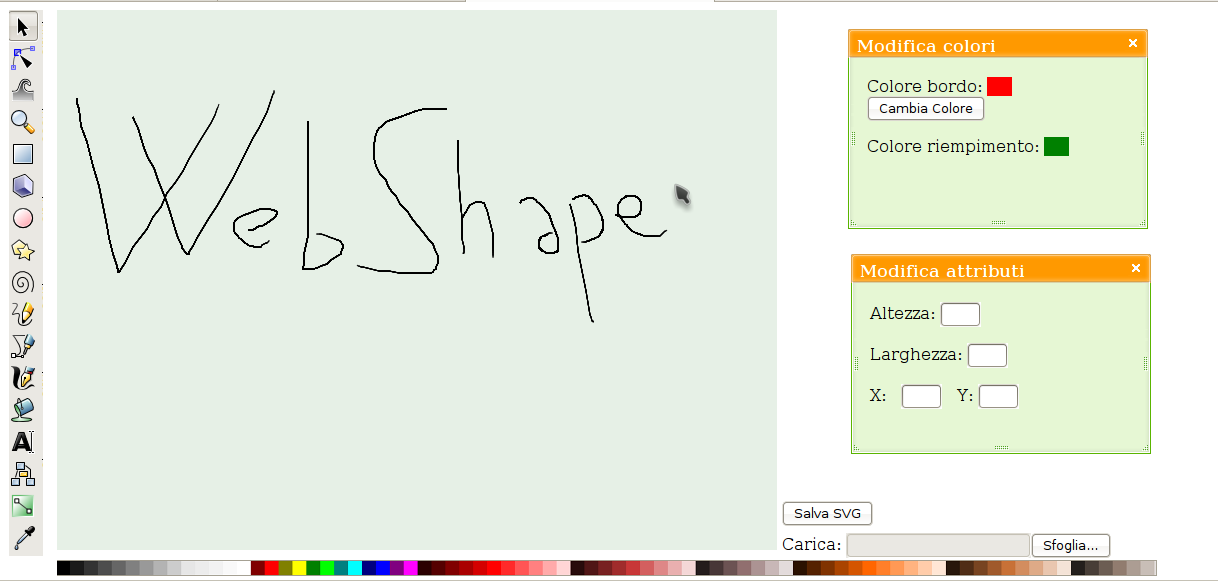 WebShape
Modifica colori
Colore bordo:
Cambia Colore
Colore riempimento:
Modifica attributi
Altezza:
Larghezza:
X: Y:
Salva SVG
Carica: Sfoglia...